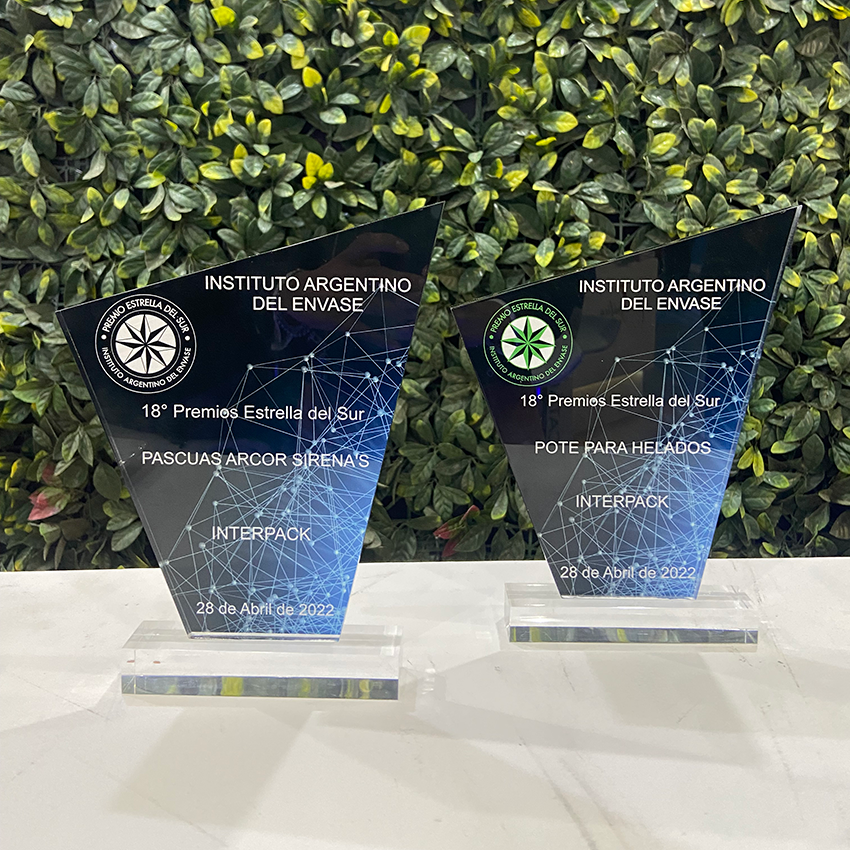 INSTITUTO ARGENTINO
DEL ENVASE
• PREMIO ESTRELLA DEL SUR •
INSTITUTO ARGENTINO DEL ENVASE
18° Premios Estrella del Sur
PASCUAS ARCOR SIRENA'S
INTERPACK
28 de Abril de 2022
INSTITUTO ARGENTINO
DEL ENVASE
• PREMIO ESTRELLA DEL SUR •
INSTITUTO ARGENTINO DEL ENVASE
18° Premios Estrella del Sur
POTE PARA HELADOS
INTERPACK
28 de Abril de 2022